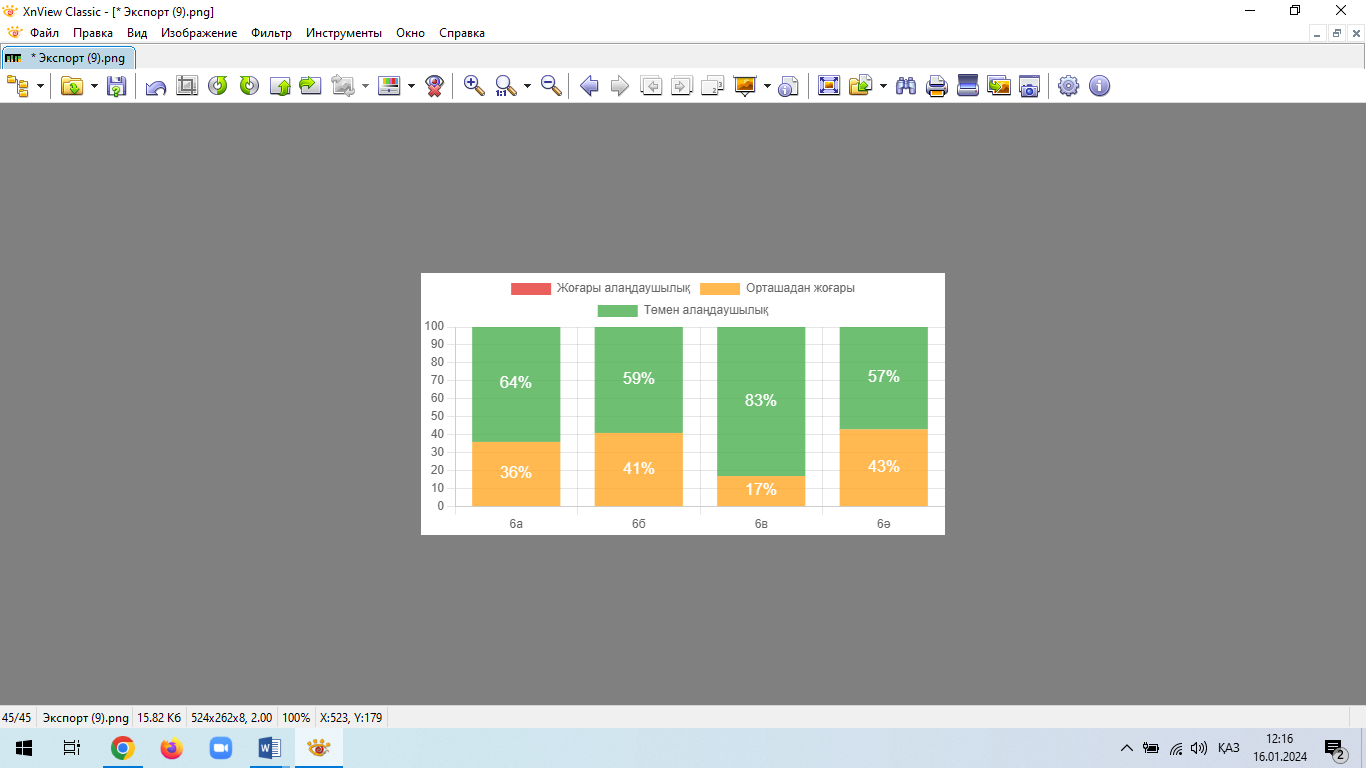 XnView Classic - [* Экспорт (9).png]
Файл Правка Вид Изображение Фильтр Инструменты Окно Справка
* Экспорт (9).png
1:1
Жоғары алаңдаушылық Орташадан жоғары
Төмен алаңдаушылық
100
90
80
70
60
50
40
30
20
10
0
64% 59% 83% 57%
36% 41% 17% 43%
6а 6б 6в 6ә
45/45 Экспорт (9).png 15.82 Кб 524x262x8, 2.00 100% X:523, Y:179
ҚАЗ
12:16
16.01.2024
2